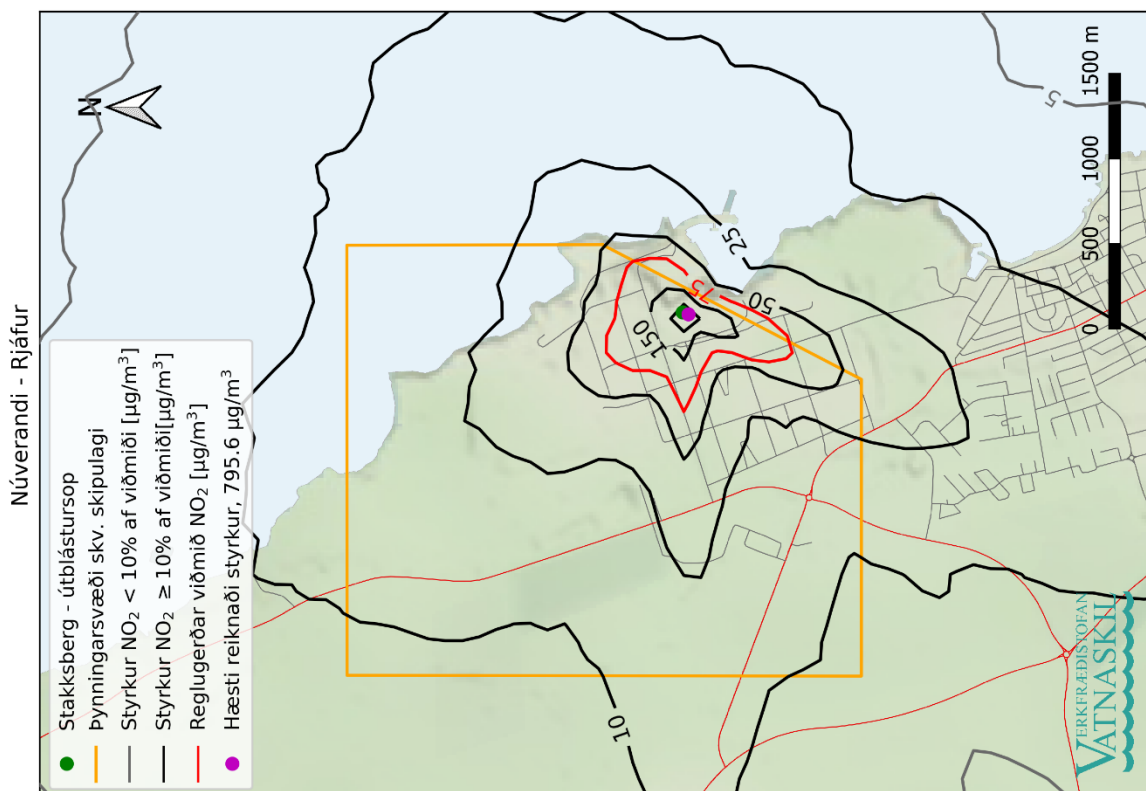 Núverandi - Rjáfur
N
Stakksberg - útblástursop
Þynningarsvæði skv. skipulagi
Styrkur NO₂ < 10% af viðmiði [µg/m³]
Styrkur NO₂ ≥ 10% af viðmiði[µg/m³]
Reglugerðar viðmið NO₂ [µg/m³]
Hæsti reiknaði styrkur, 795.6 µg/m³
5
25
75
50
150
10
0 500 1000 1500 m
VERKFRÆÐISTOFAN
VATNASKIL